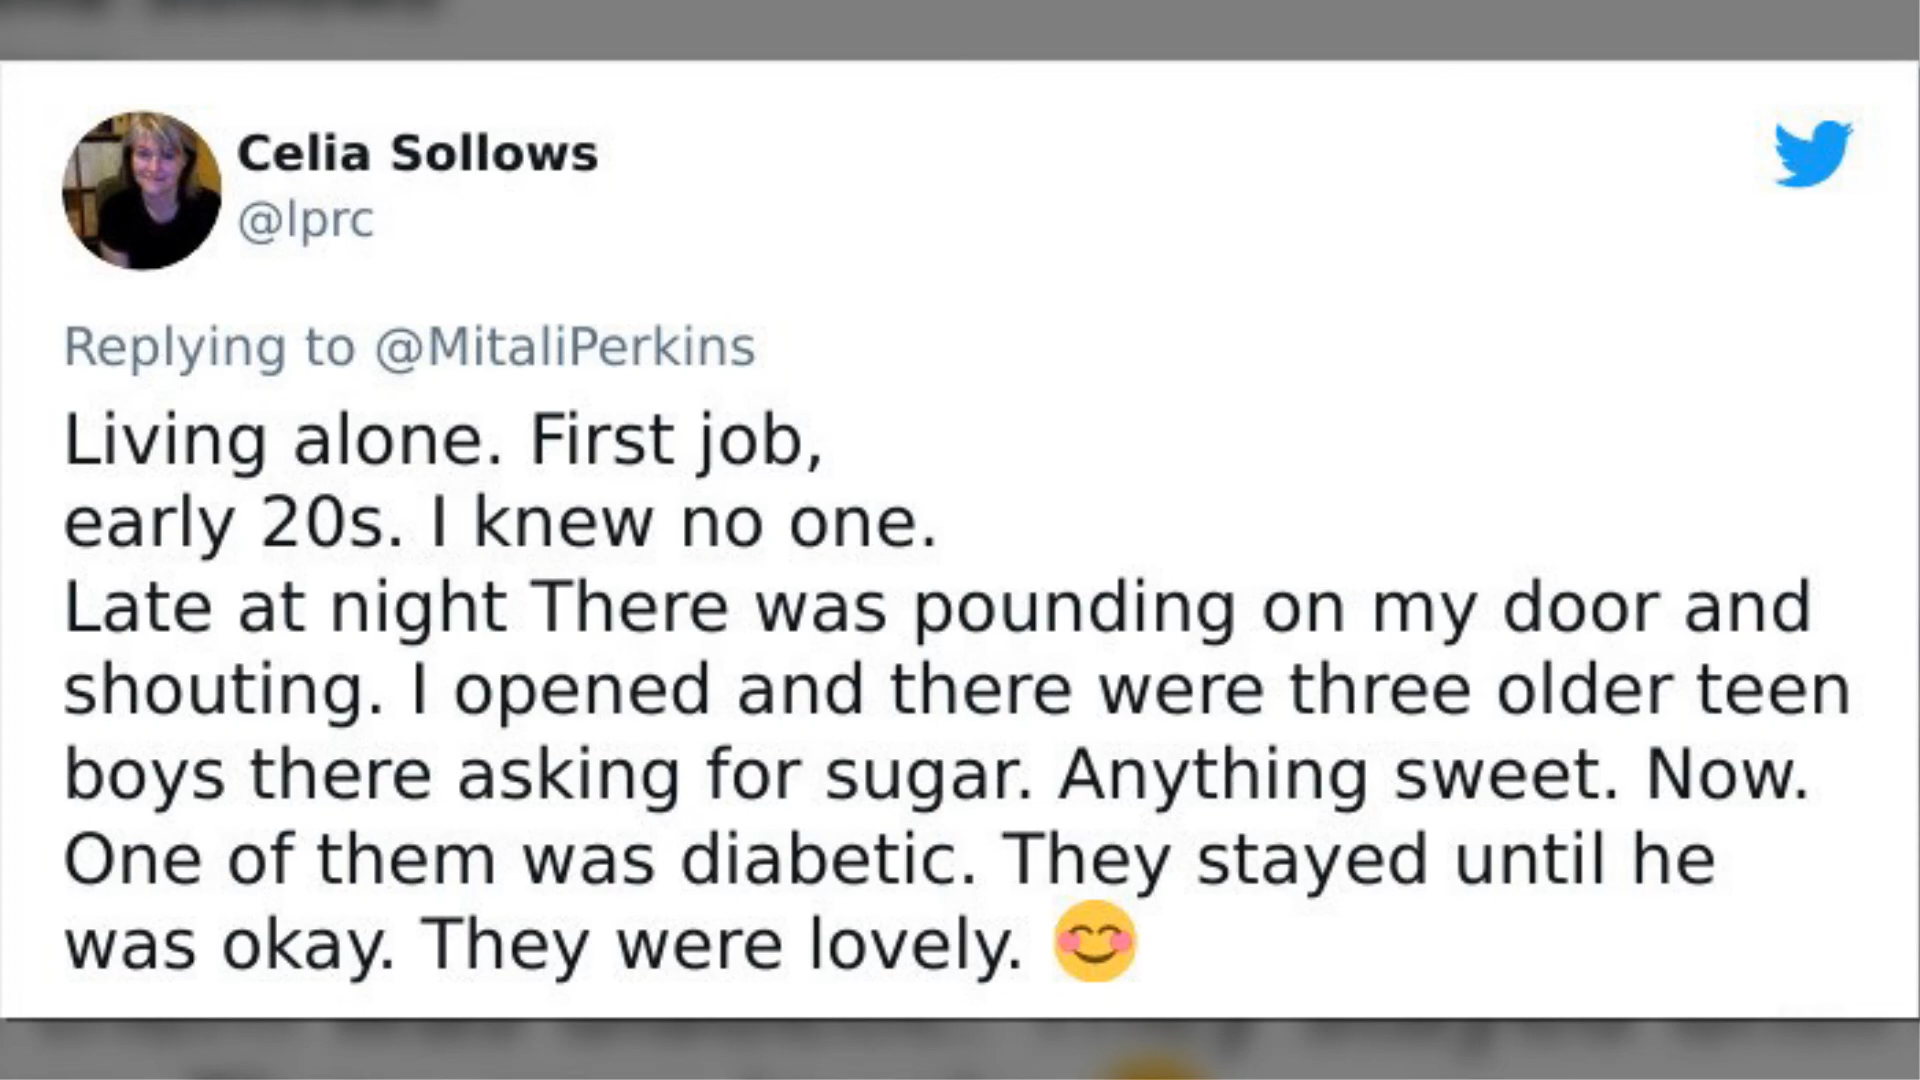 Celia Sollows
@lprc
Replying to @MitaliPerkins
Living alone. First job,
early 20s. I knew no one.
Late at night There was pounding on my door and
shouting. I opened and there were three older teen
boys there asking for sugar. Anything sweet. Now.
One of them was diabetic. They stayed until he
was okay. They were lovely. 😊